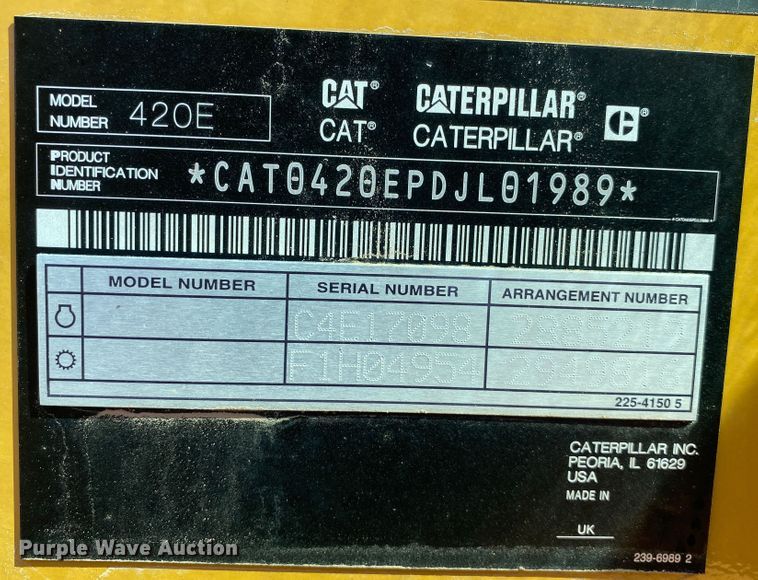 MODEL NUMBER 420E
CAT® CATERPILLAR®
CAT® CATERPILLAR® C®
PRODUCT
IDENTIFICATION
NUMBER
*CAT0420EPDJL01989*
MODEL NUMBER SERIAL NUMBER ARRANGEMENT NUMBER
C4E17098
F1H04954
225-4150 5
CATERPILLAR INC.
PEORIA, IL 61629
USA
MADE IN
UK
239-6989 2
Purple Wave Auction